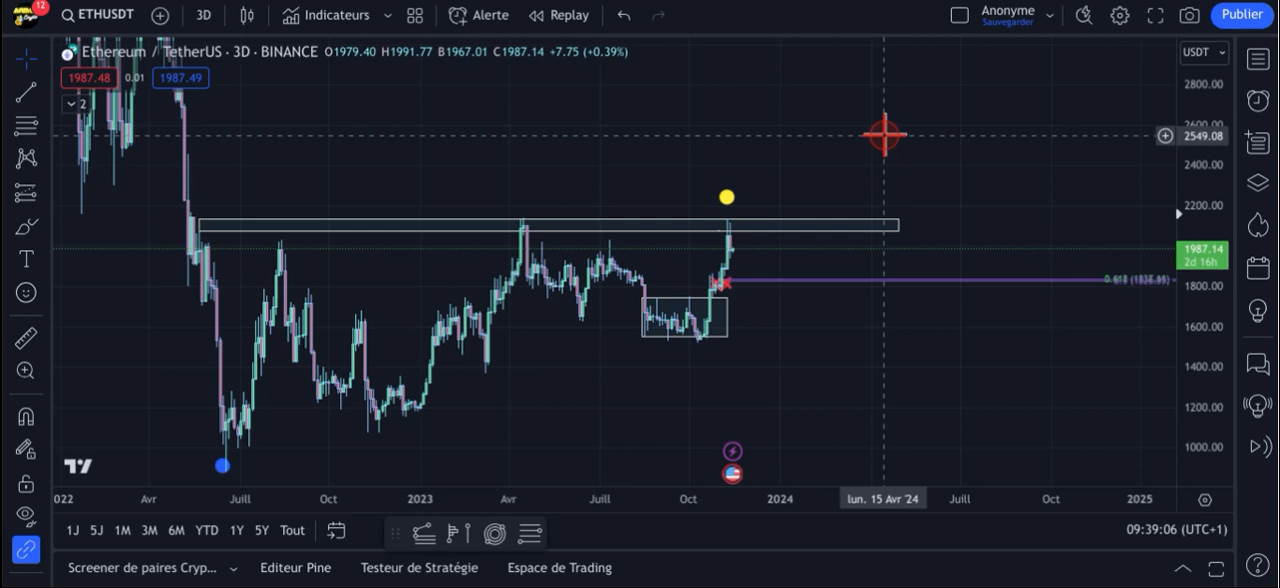 12
ETHUSDT
3D
Indicateurs
Alerte
Replay
Anonyme
Sauvegarder
Publier
Ethereum / TetherUS · 3D · BINANCE O1979.40 H1991.77 B1967.01 C1987.14 +7.75 (+0.39%)
USDT
1987.48 0.01 1987.49
2
2800.00
2600.00
2549.08
2400.00
2200.00
1987.14
2d 16h
1800.00
1600.00
1400.00
1200.00
1000.00
022 Avr Juill Oct 2023 Avr Juill Oct 2024 lun. 15 Avr '24 Juill Oct 2025
1J 5J 1M 3M 6M YTD 1Y 5Y Tout
09:39:06 (UTC+1)
Screener de paires Cryp... Editeur Pine Testeur de Stratégie Espace de Trading